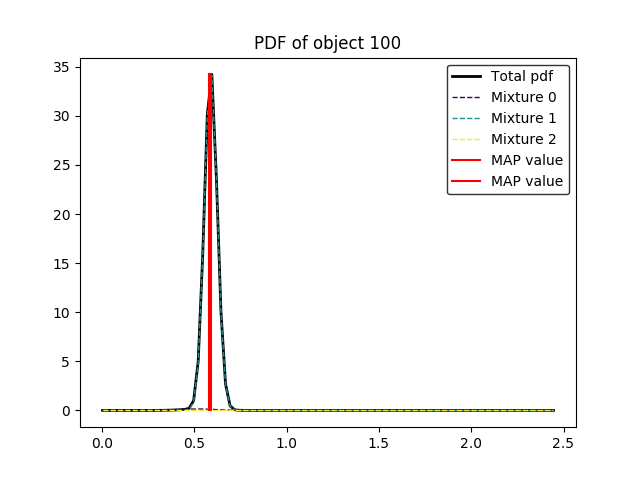 PDF of object 100
35
30
25
20
15
10
5
0
Total pdf
Mixture 0
Mixture 1
Mixture 2
MAP value
MAP value
0.0 0.5 1.0 1.5 2.0 2.5